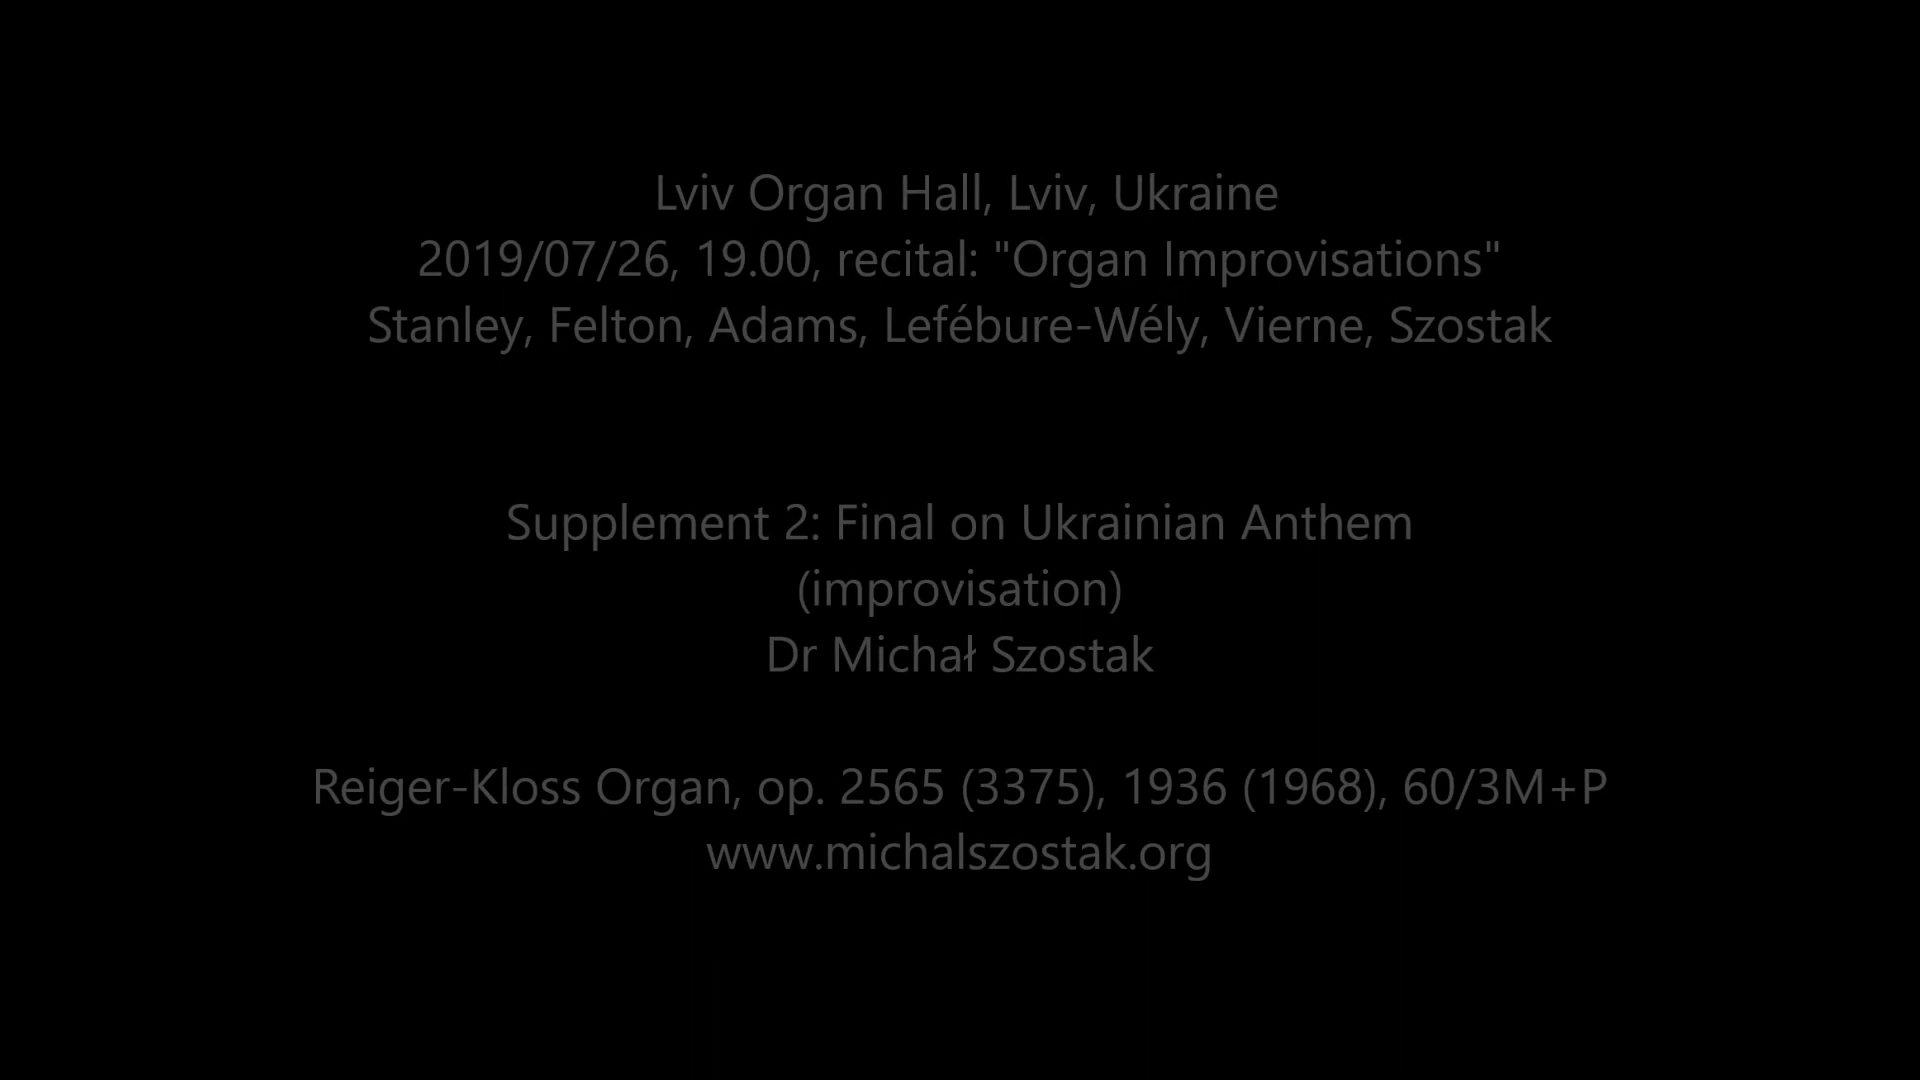 Lviv Organ Hall, Lviv, Ukraine
2019/07/26, 19.00, recital: "Organ Improvisations"
Stanley, Felton, Adams, Lefébure-Wély, Vierne, Szostak
Supplement 2: Final on Ukrainian Anthem
(improvisation)
Dr Michał Szostak
Reiger-Kloss Organ, op. 2565 (3375), 1936 (1968), 60/3M+P
www.michalszostak.org